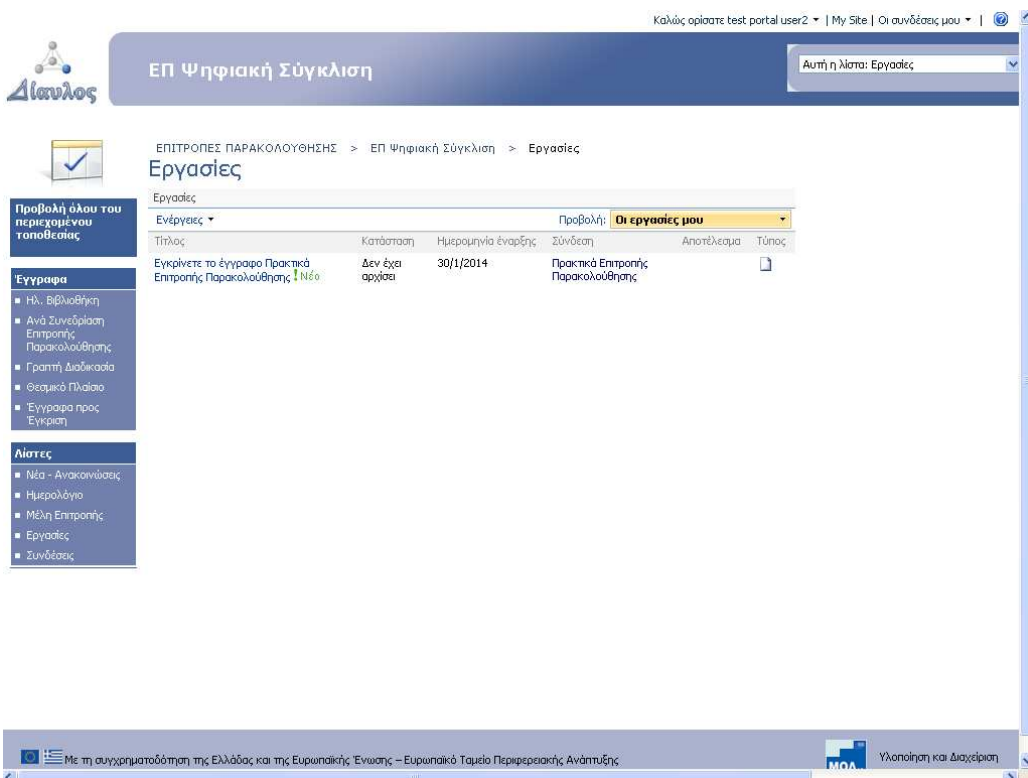 Καλώς ορίσατε test portal user2 | My Site | Οι συνδέσεις μου |
Δίαυλος
ΕΠ Ψηφιακή Σύγκλιση
Αυτή η λίστα: Εργασίες
ΕΠΙΤΡΟΠΕΣ ΠΑΡΑΚΟΛΟΥΘΗΣΗΣ > ΕΠ Ψηφιακή Σύγκλιση > Εργασίες
Εργασίες
Προβολή όλου του
περιεχομένου
τοποθεσίας
Έγγραφα
Ηλ. Βιβλιοθήκη
Ανά Συνεδρίαση
Επιτροπής
Παρακολούθησης
Γραπτή Διαδικασία
Θεσμικό Πλαίσιο
Έγγραφα προς
Έγκριση
Λίστες
Νέα - Ανακοινώσεις
Ημερολόγιο
Μέλη Επιτροπής
Εργασίες
Συνδέσεις
Εργασίες
Ενέργειες
Προβολή: Οι εργασίες μου
Τίτλος Κατάσταση Ημερομηνία έναρξης Σύνδεση Αποτέλεσμα Τύπος
Εγκρίνετε το έγγραφο Πρακτικά Δεν έχει 30/1/2014 Πρακτικά Επιτροπής
Επιτροπής Παρακολούθησης ! Νέο αρχίσει Παρακολούθησης
Με τη συγχρηματοδότηση της Ελλάδας και της Ευρωπαϊκής Ένωσης – Ευρωπαϊκό Ταμείο Περιφερειακής Ανάπτυξης
ΜΟΔ
Υλοποίηση και Διαχείριση